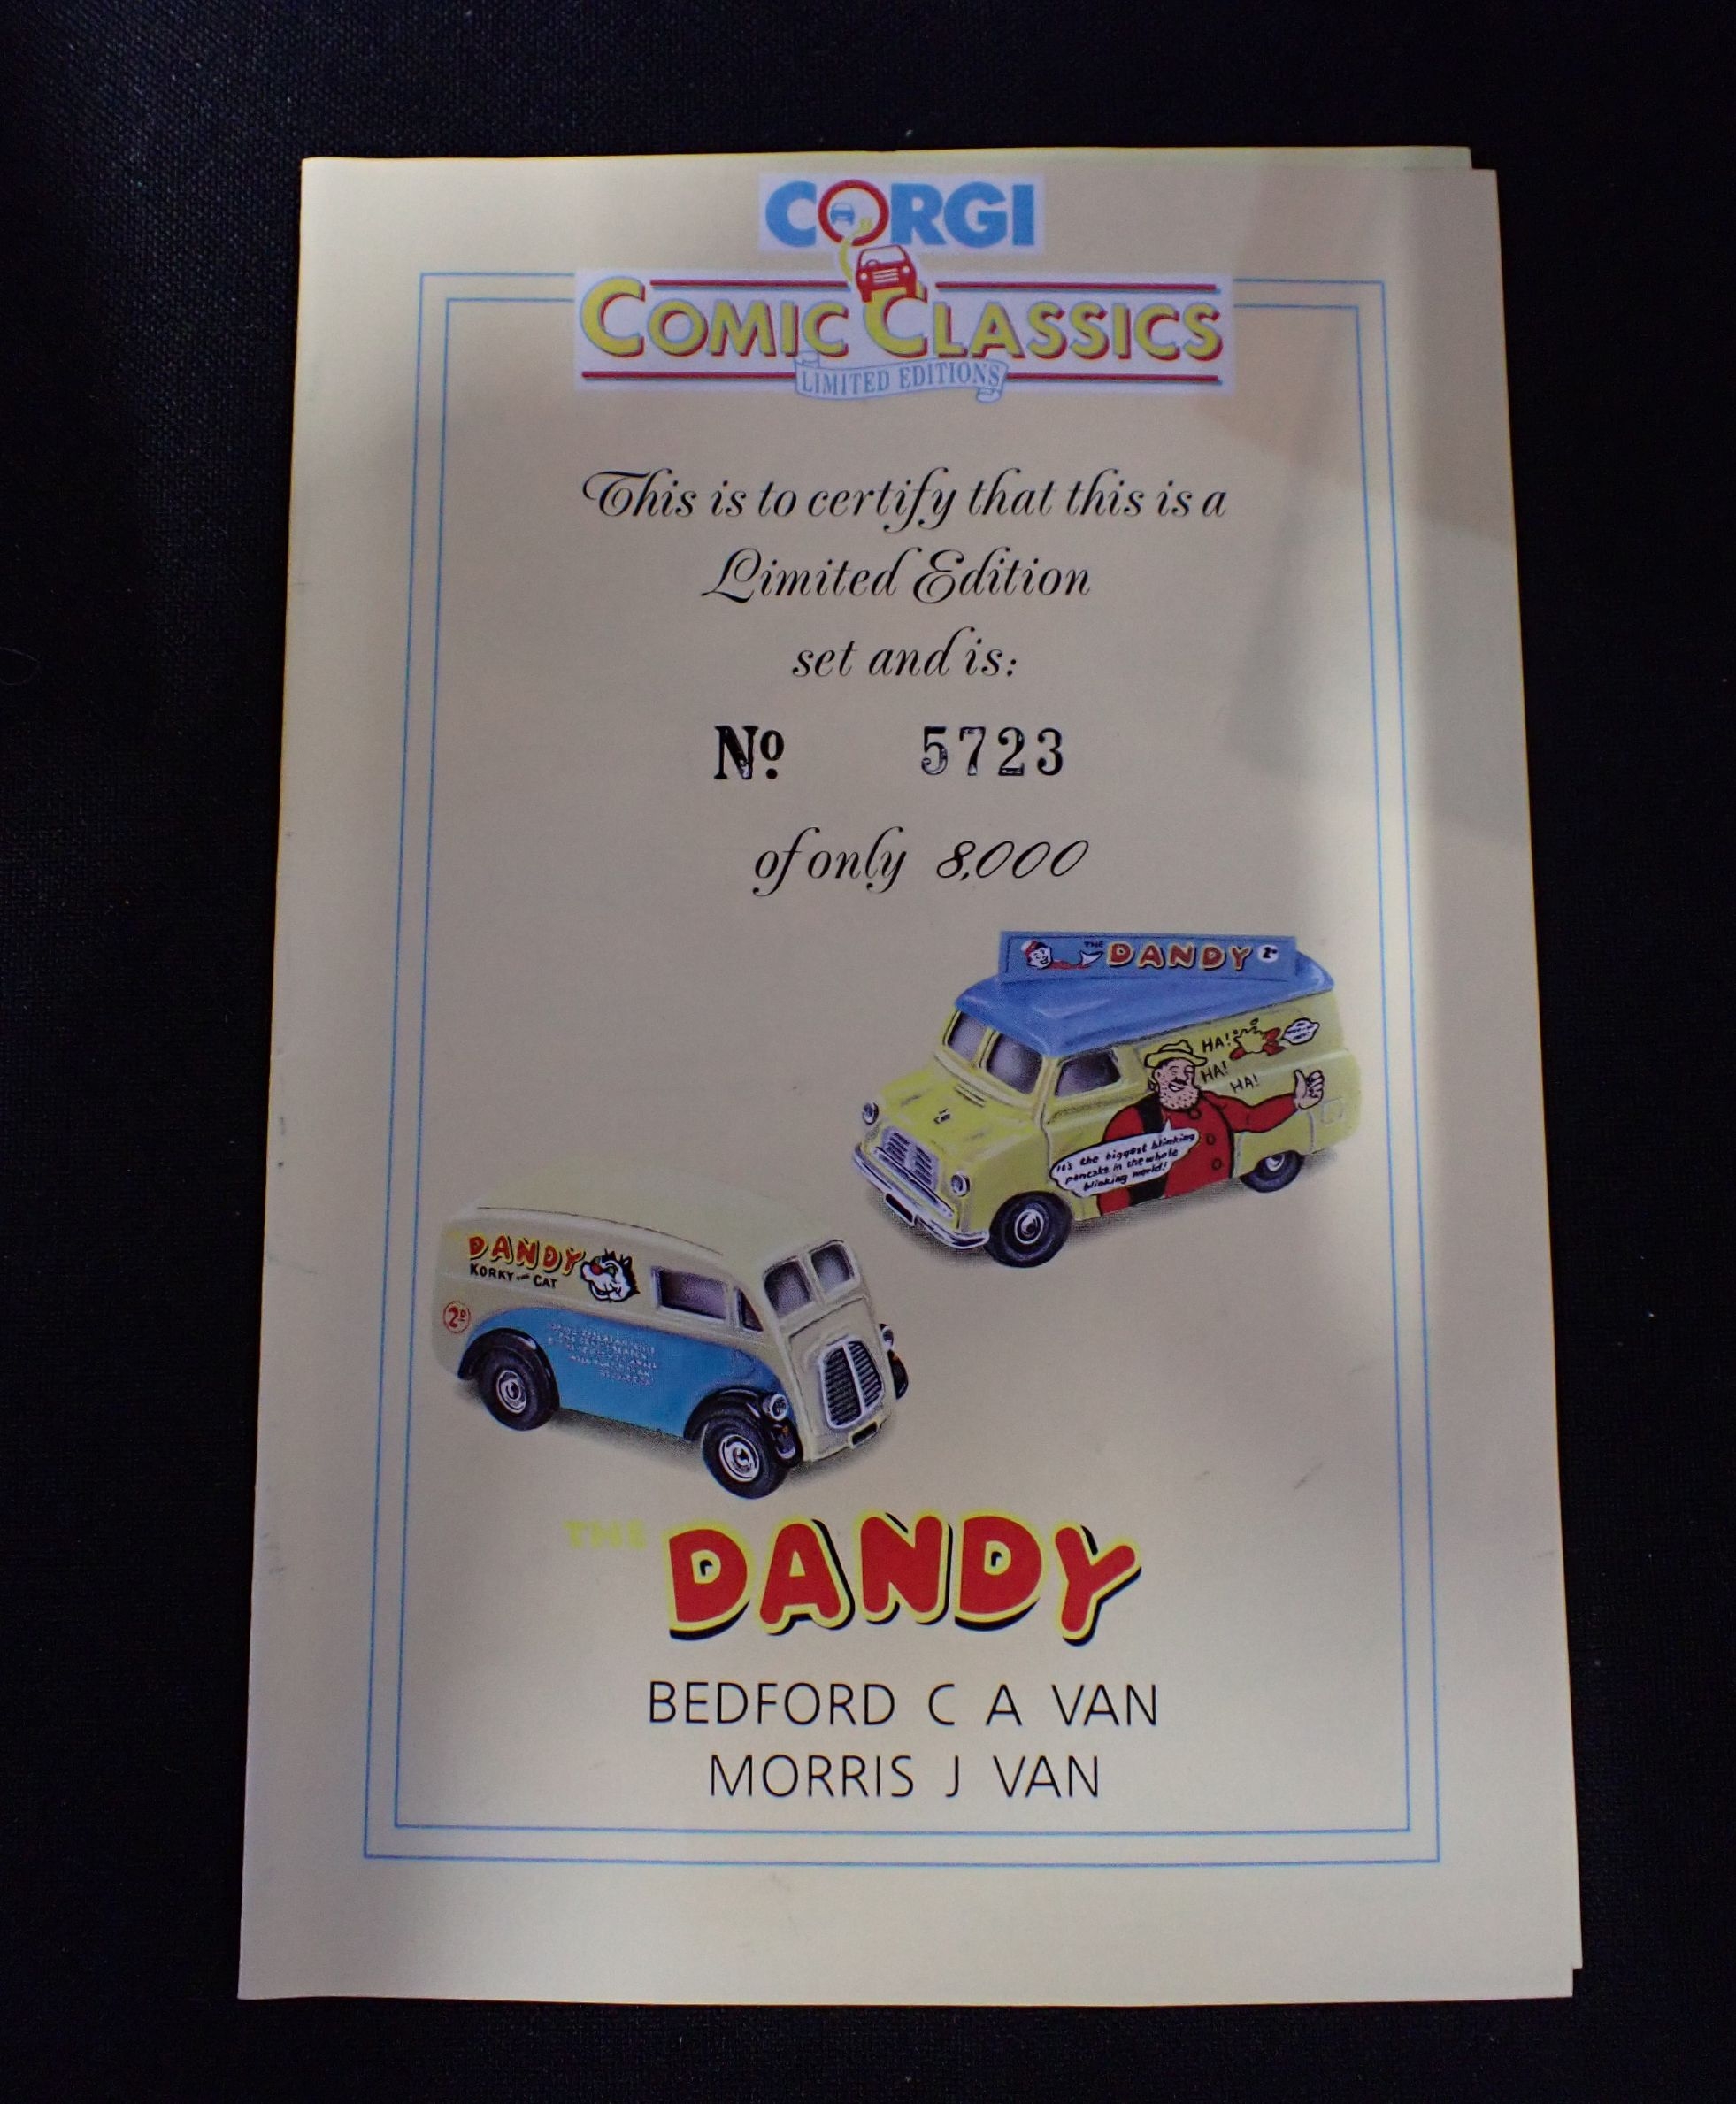 CORGI
COMIC CLASSICS
LIMITED EDITIONS
This is to certify that this is a
Limited Edition
set and is:
Nº 5723
of only 8,000
THE DANDY 2ᴰ
HA!
HA!
HA!
It's the biggest blinking
pancake in the whole
blinking world!
DANDY
KORKY THE CAT
2ᴰ
THE DANDY
BEDFORD C A VAN
MORRIS J VAN